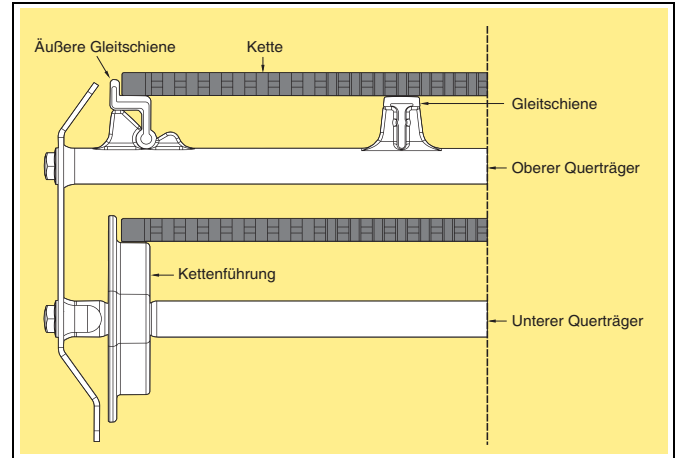 Äußere Gleitschiene
Kette
Gleitschiene
Oberer Querträger
Kettenführung
Unterer Querträger